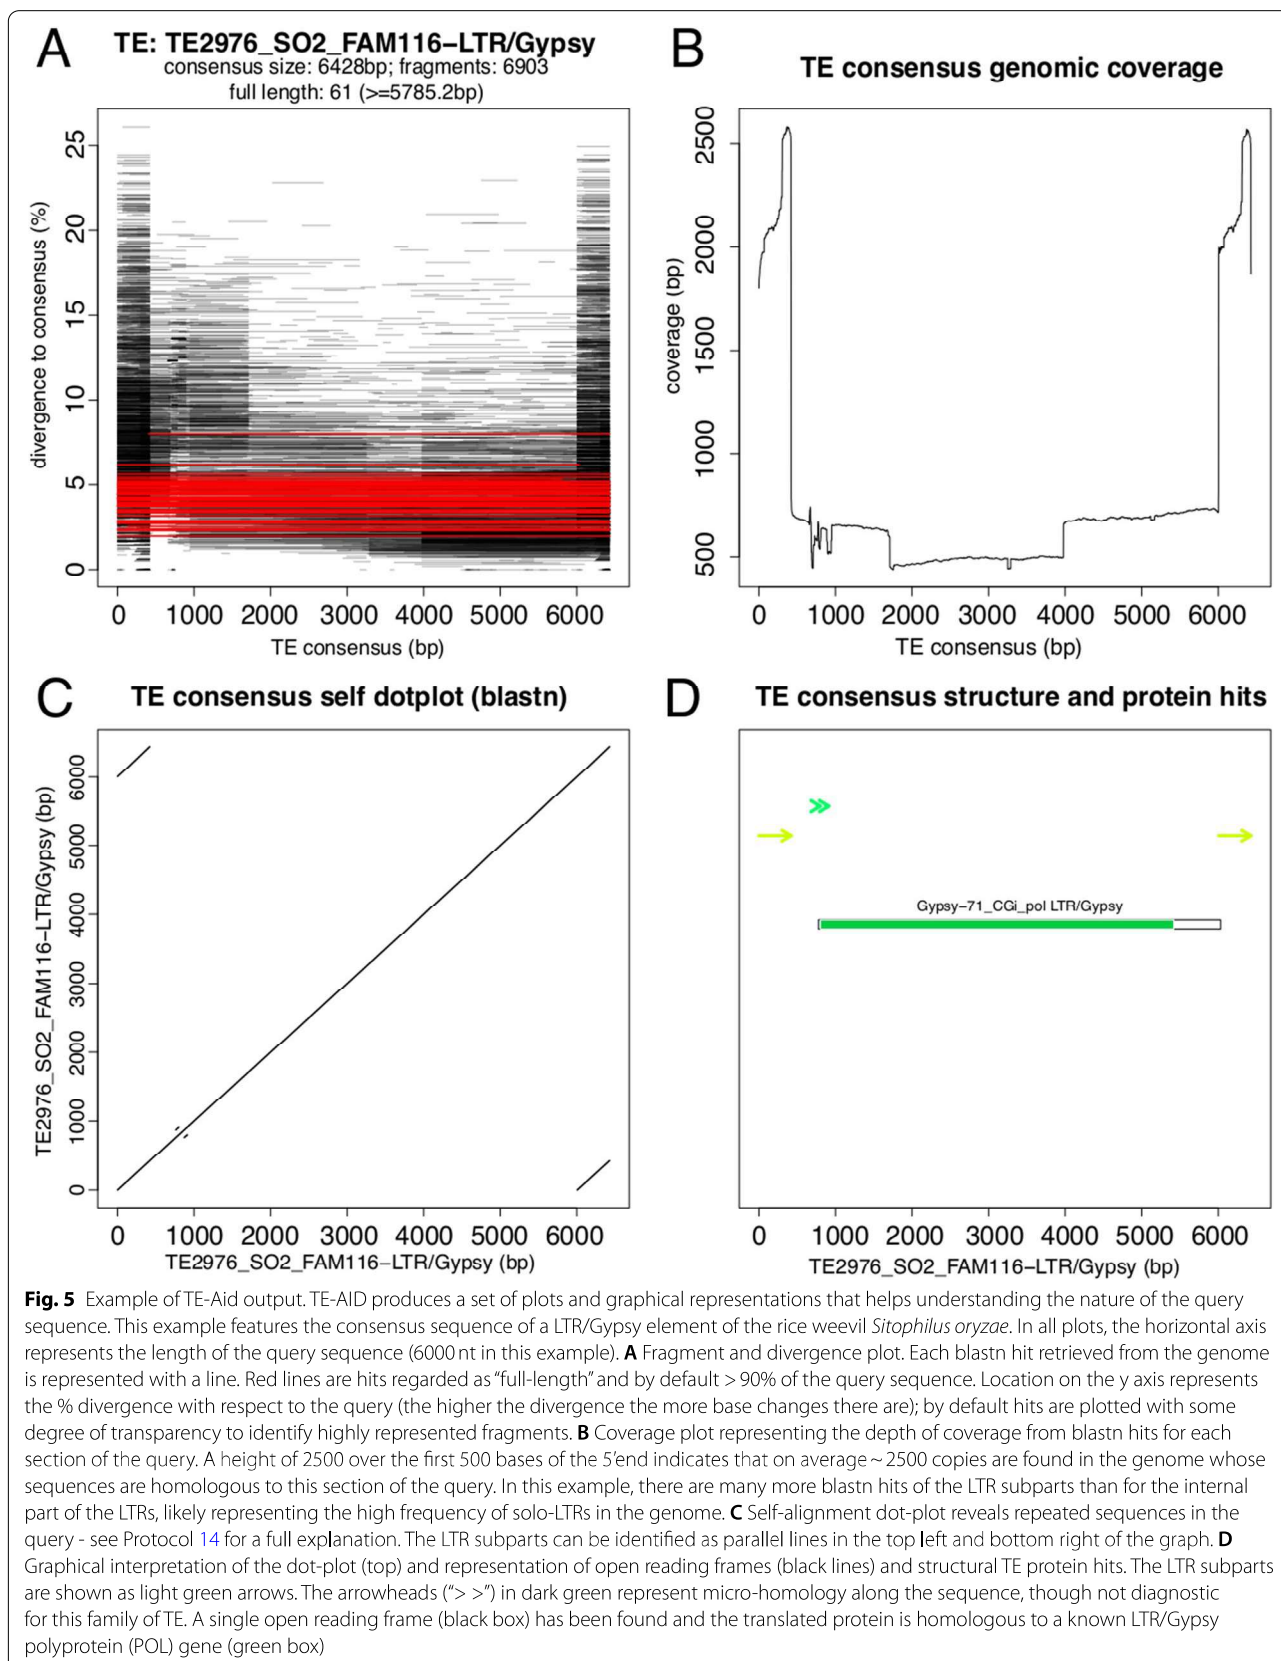 A
TE: TE2976_SO2_FAM116–LTR/Gypsy
consensus size: 6428bp; fragments: 6903
full length: 61 (>=5785.2bp)
divergence to consensus (%)
25
20
15
10
5
0
0 1000 2000 3000 4000 5000 6000
TE consensus (bp)
B
TE consensus genomic coverage
coverage (bp)
2500
2000
1500
1000
500
0 1000 2000 3000 4000 5000 6000
TE consensus (bp)
C
TE consensus self dotplot (blastn)
TE2976_SO2_FAM116–LTR/Gypsy (bp)
6000
5000
4000
3000
2000
1000
0
0 1000 2000 3000 4000 5000 6000
TE2976_SO2_FAM116–LTR/Gypsy (bp)
D
TE consensus structure and protein hits
Gypsy–71_CGi_pol LTR/Gypsy
0 1000 2000 3000 4000 5000 6000
TE2976_SO2_FAM116–LTR/Gypsy (bp)
Fig. 5 Example of TE-Aid output. TE-AID produces a set of plots and graphical representations that helps understanding the nature of the query
sequence. This example features the consensus sequence of a LTR/Gypsy element of the rice weevil Sitophilus oryzae. In all plots, the horizontal axis
represents the length of the query sequence (6000 nt in this example). A Fragment and divergence plot. Each blastn hit retrieved from the genome
is represented with a line. Red lines are hits regarded as “full-length” and by default > 90% of the query sequence. Location on the y axis represents
the % divergence with respect to the query (the higher the divergence the more base changes there are); by default hits are plotted with some
degree of transparency to identify highly represented fragments. B Coverage plot representing the depth of coverage from blastn hits for each
section of the query. A height of 2500 over the first 500 bases of the 5’end indicates that on average ~ 2500 copies are found in the genome whose
sequences are homologous to this section of the query. In this example, there are many more blastn hits of the LTR subparts than for the internal
part of the LTRs, likely representing the high frequency of solo-LTRs in the genome. C Self-alignment dot-plot reveals repeated sequences in the
query - see Protocol 14 for a full explanation. The LTR subparts can be identified as parallel lines in the top left and bottom right of the graph. D
Graphical interpretation of the dot-plot (top) and representation of open reading frames (black lines) and structural TE protein hits. The LTR subparts
are shown as light green arrows. The arrowheads (“> >”) in dark green represent micro-homology along the sequence, though not diagnostic
for this family of TE. A single open reading frame (black box) has been found and the translated protein is homologous to a known LTR/Gypsy
polyprotein (POL) gene (green box)